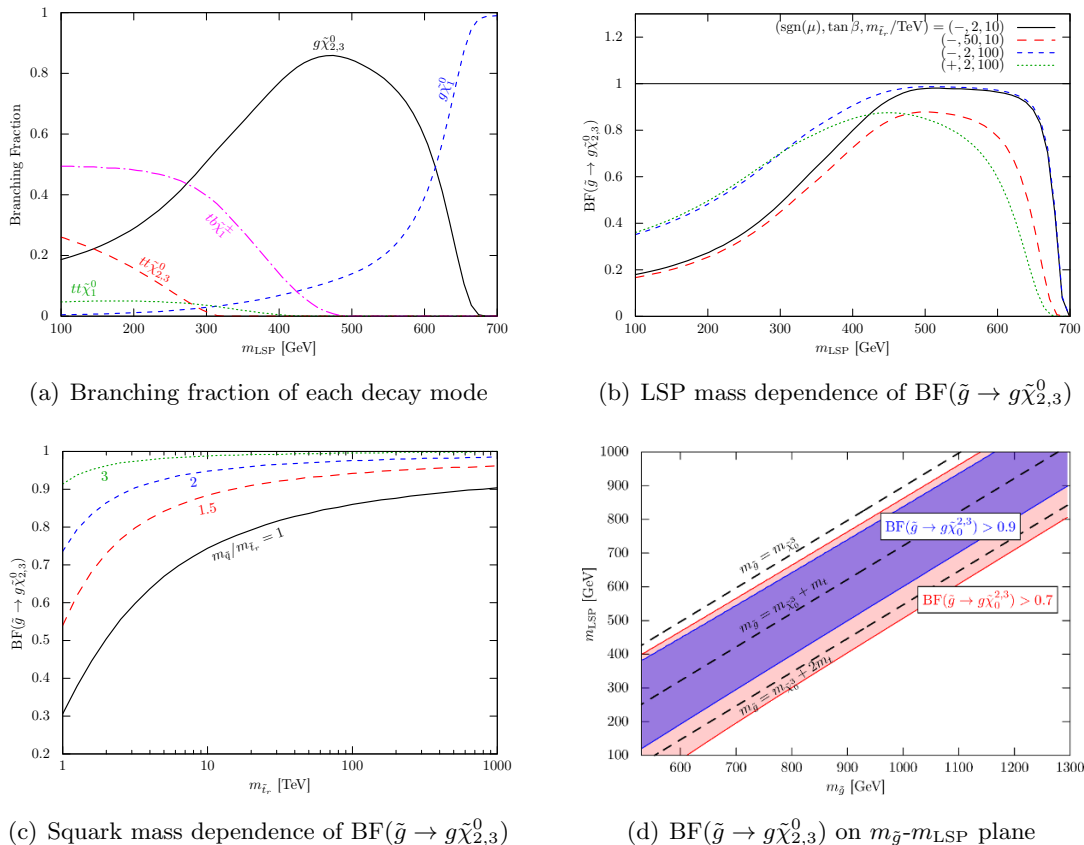 1
0.8
0.6
0.4
0.2
0
Branching Fraction
100 200 300 400 500 600 700
m_LSP [GeV]
gχ̃⁰₂,₃
gχ̃⁰₁
tbχ̃±₁
ttχ̃⁰₂,₃
ttχ̃⁰₁
(a) Branching fraction of each decay mode
1.2
1
0.8
0.6
0.4
0.2
0
BF(g̃ → gχ̃⁰₂,₃)
(sgn(μ), tan β, m_t̃r/TeV) = (−, 2, 10)
(−, 50, 10)
(−, 2, 100)
(+, 2, 100)
100 200 300 400 500 600 700
m_LSP [GeV]
(b) LSP mass dependence of BF(g̃ → gχ̃⁰₂,₃)
1
0.9
0.8
0.7
0.6
0.5
0.4
0.3
0.2
BF(g̃ → gχ̃⁰₂,₃)
3
2
1.5
m_q̃/m_t̃r = 1
1 10 100 1000
m_t̃r [TeV]
(c) Squark mass dependence of BF(g̃ → gχ̃⁰₂,₃)
1000
900
800
700
600
500
400
300
200
100
m_LSP [GeV]
m_g̃ = m_χ̃₀³
m_g̃ = m_χ̃₀³ + m_t
m_g̃ = m_χ̃₀³ + 2m_t
BF(g̃ → gχ̃₀²,³) > 0.9
BF(g̃ → gχ̃₀²,³) > 0.7
600 700 800 900 1000 1100 1200 1300
m_g̃ [GeV]
(d) BF(g̃ → gχ̃⁰₂,₃) on m_g̃-m_LSP plane